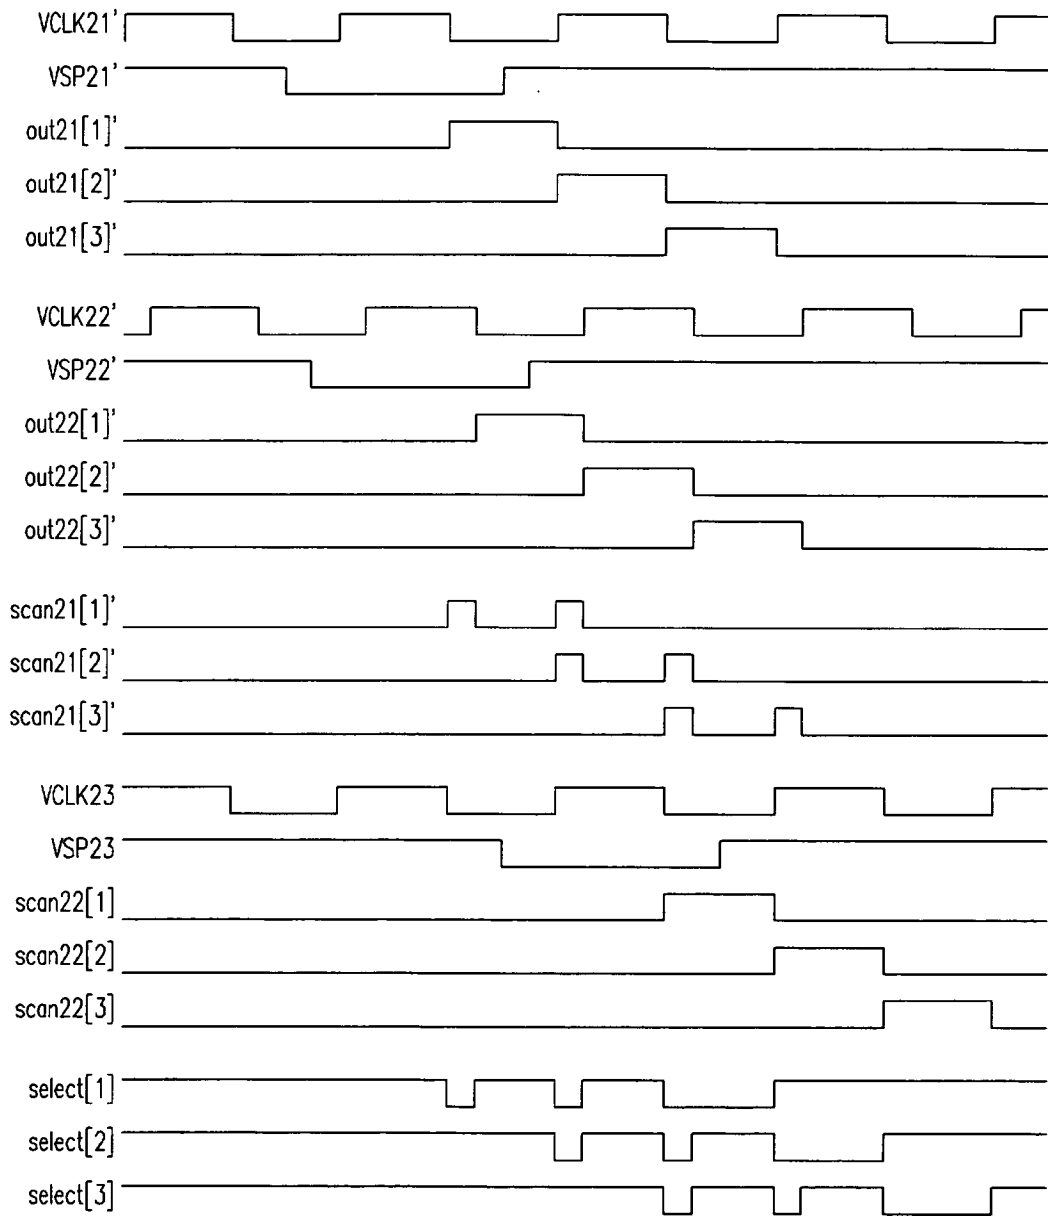 VCLK21'
VSP21'
out21[1]'
out21[2]'
out21[3]'
VCLK22'
VSP22'
out22[1]'
out22[2]'
out22[3]'
scan21[1]'
scan21[2]'
scan21[3]'
VCLK23
VSP23
scan22[1]
scan22[2]
scan22[3]
select[1]
select[2]
select[3]